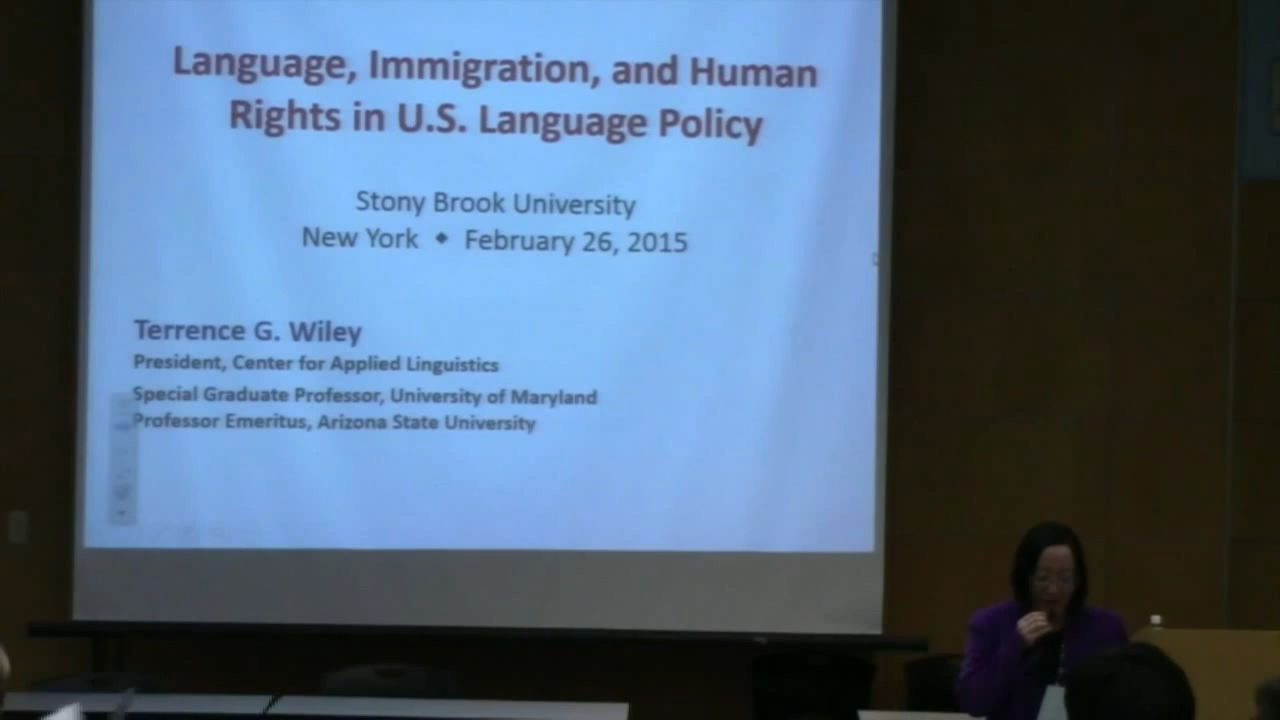 Language, Immigration, and Human
Rights in U.S. Language Policy
Stony Brook University
New York ◆ February 26, 2015
Terrence G. Wiley
President, Center for Applied Linguistics
Special Graduate Professor, University of Maryland
Professor Emeritus, Arizona State University